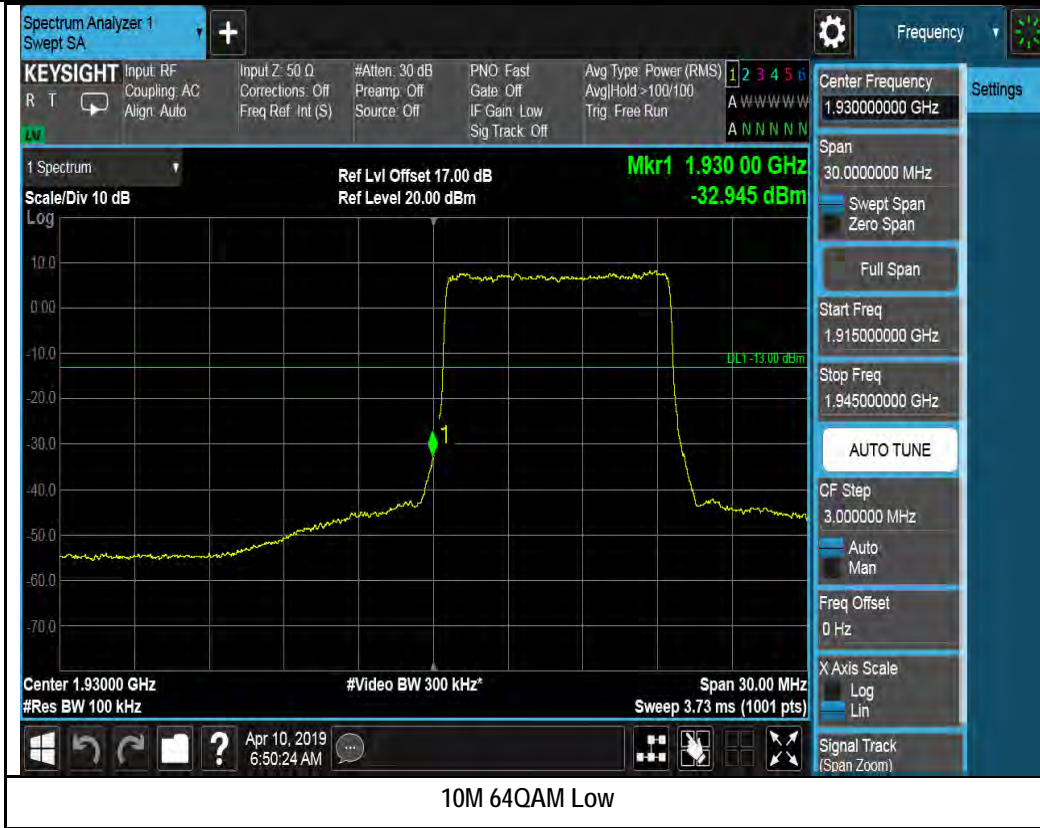 Spectrum Analyzer 1
Swept SA
+
Frequency
KEYSIGHT
R T
LV
Input: RF
Coupling: AC
Align: Auto
Input Z: 50 Ω
Corrections: Off
Freq Ref: Int (S)
#Atten: 30 dB
Preamp: Off
Source: Off
PNO: Fast
Gate: Off
IF Gain: Low
Sig Track: Off
Avg Type: Power (RMS)
Avg|Hold >100/100
Trig: Free Run
1 2 3 4 5 6
A W W W W W
A N N N N N
Center Frequency
1.930000000 GHz
Settings
Span
30.0000000 MHz
Swept Span
Zero Span
Full Span
Start Freq
1.915000000 GHz
Stop Freq
1.945000000 GHz
AUTO TUNE
CF Step
3.000000 MHz
Auto
Man
Freq Offset
0 Hz
X Axis Scale
Log
Lin
Signal Track
(Span Zoom)
1 Spectrum
Scale/Div 10 dB
Ref Lvl Offset 17.00 dB
Ref Level 20.00 dBm
Mkr1 1.930 00 GHz
-32.945 dBm
Log
10.0
0.00
-10.0
DL1 -13.00 dBm
-20.0
-30.0
1
-40.0
-50.0
-60.0
-70.0
Center 1.93000 GHz
#Video BW 300 kHz*
Span 30.00 MHz
#Res BW 100 kHz
Sweep 3.73 ms (1001 pts)
?
Apr 10, 2019
6:50:24 AM
10M 64QAM Low